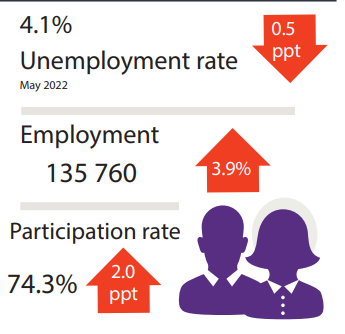 4.1%
0.5
ppt
Unemployment rate
May 2022
Employment
135 760
3.9%
Participation rate
74.3%
2.0
ppt